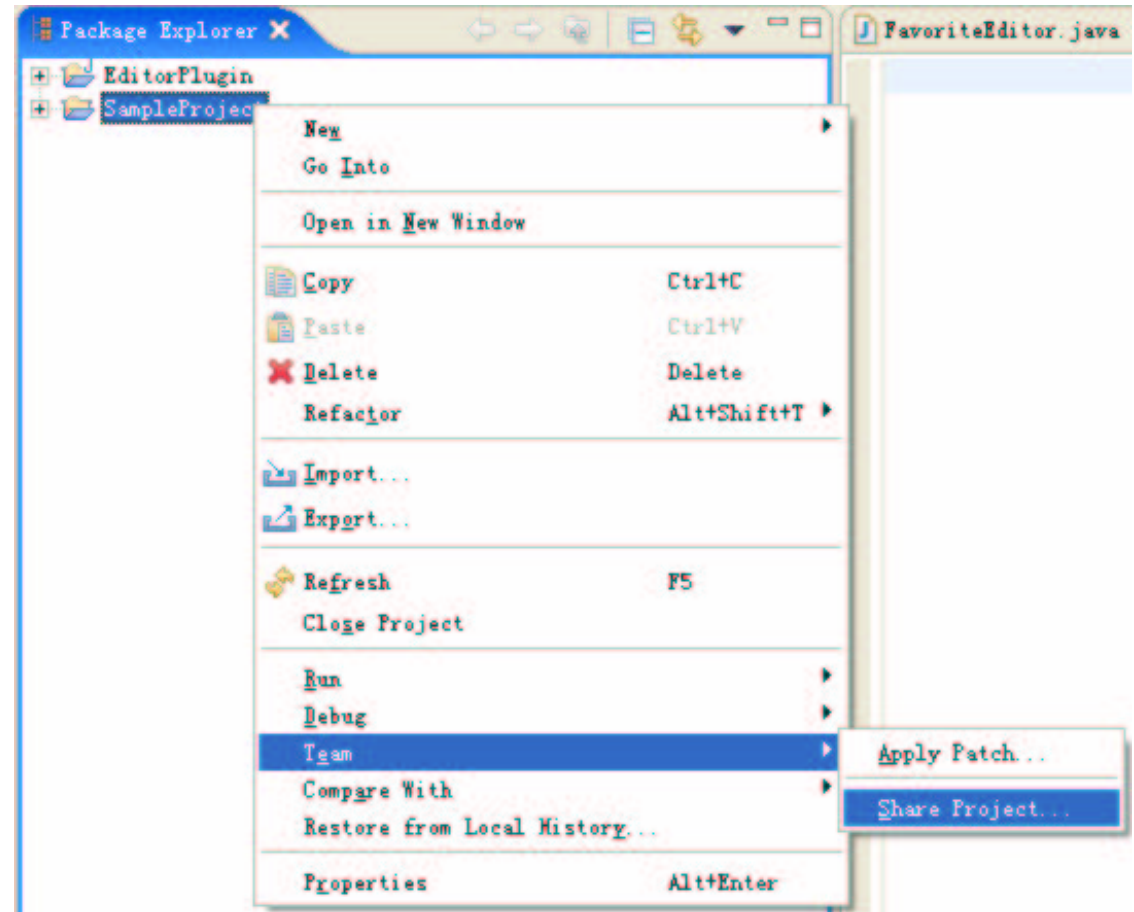 Package Explorer
FavoriteEditor.java
EditorPlugin
SampleProject
New
Go Into
Open in New Window
Copy Ctrl+C
Paste Ctrl+V
Delete Delete
Refactor Alt+Shift+T
Import...
Export...
Refresh F5
Close Project
Run
Debug
Team
Apply Patch...
Compare With
Share Project...
Restore from Local History...
Properties Alt+Enter